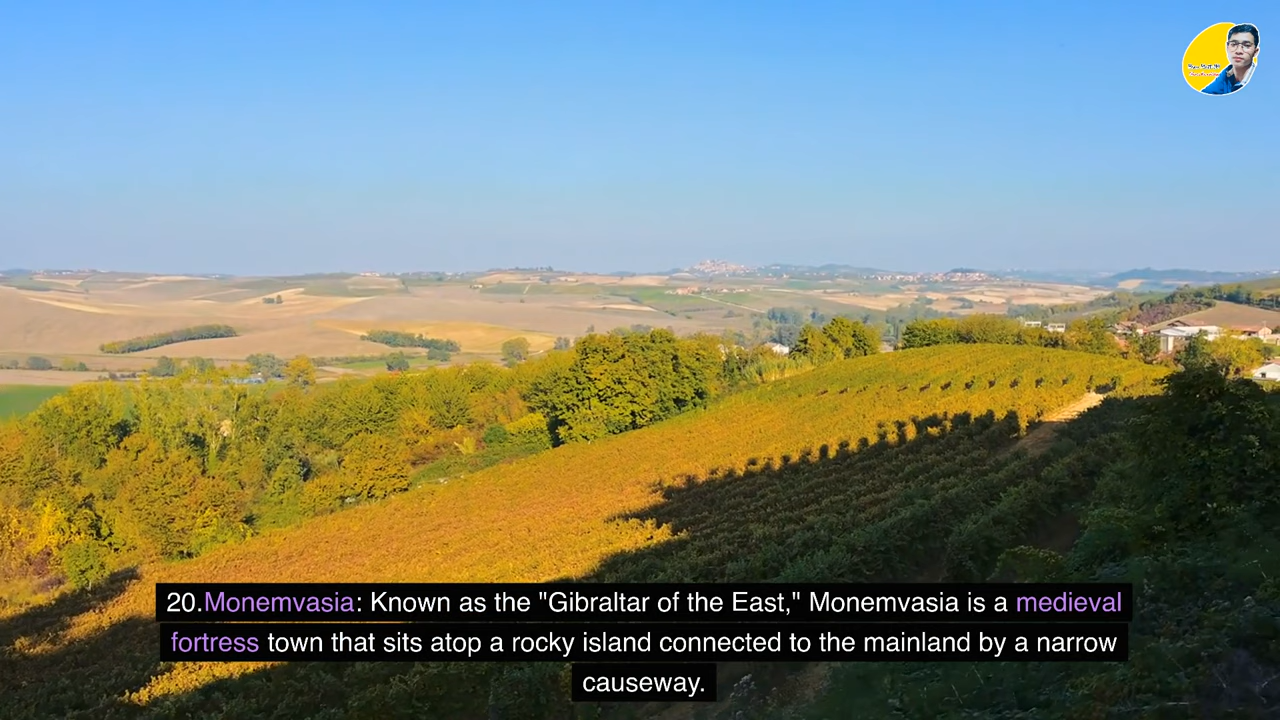 20.Monemvasia: Known as the "Gibraltar of the East," Monemvasia is a medieval
fortress town that sits atop a rocky island connected to the mainland by a narrow
causeway.